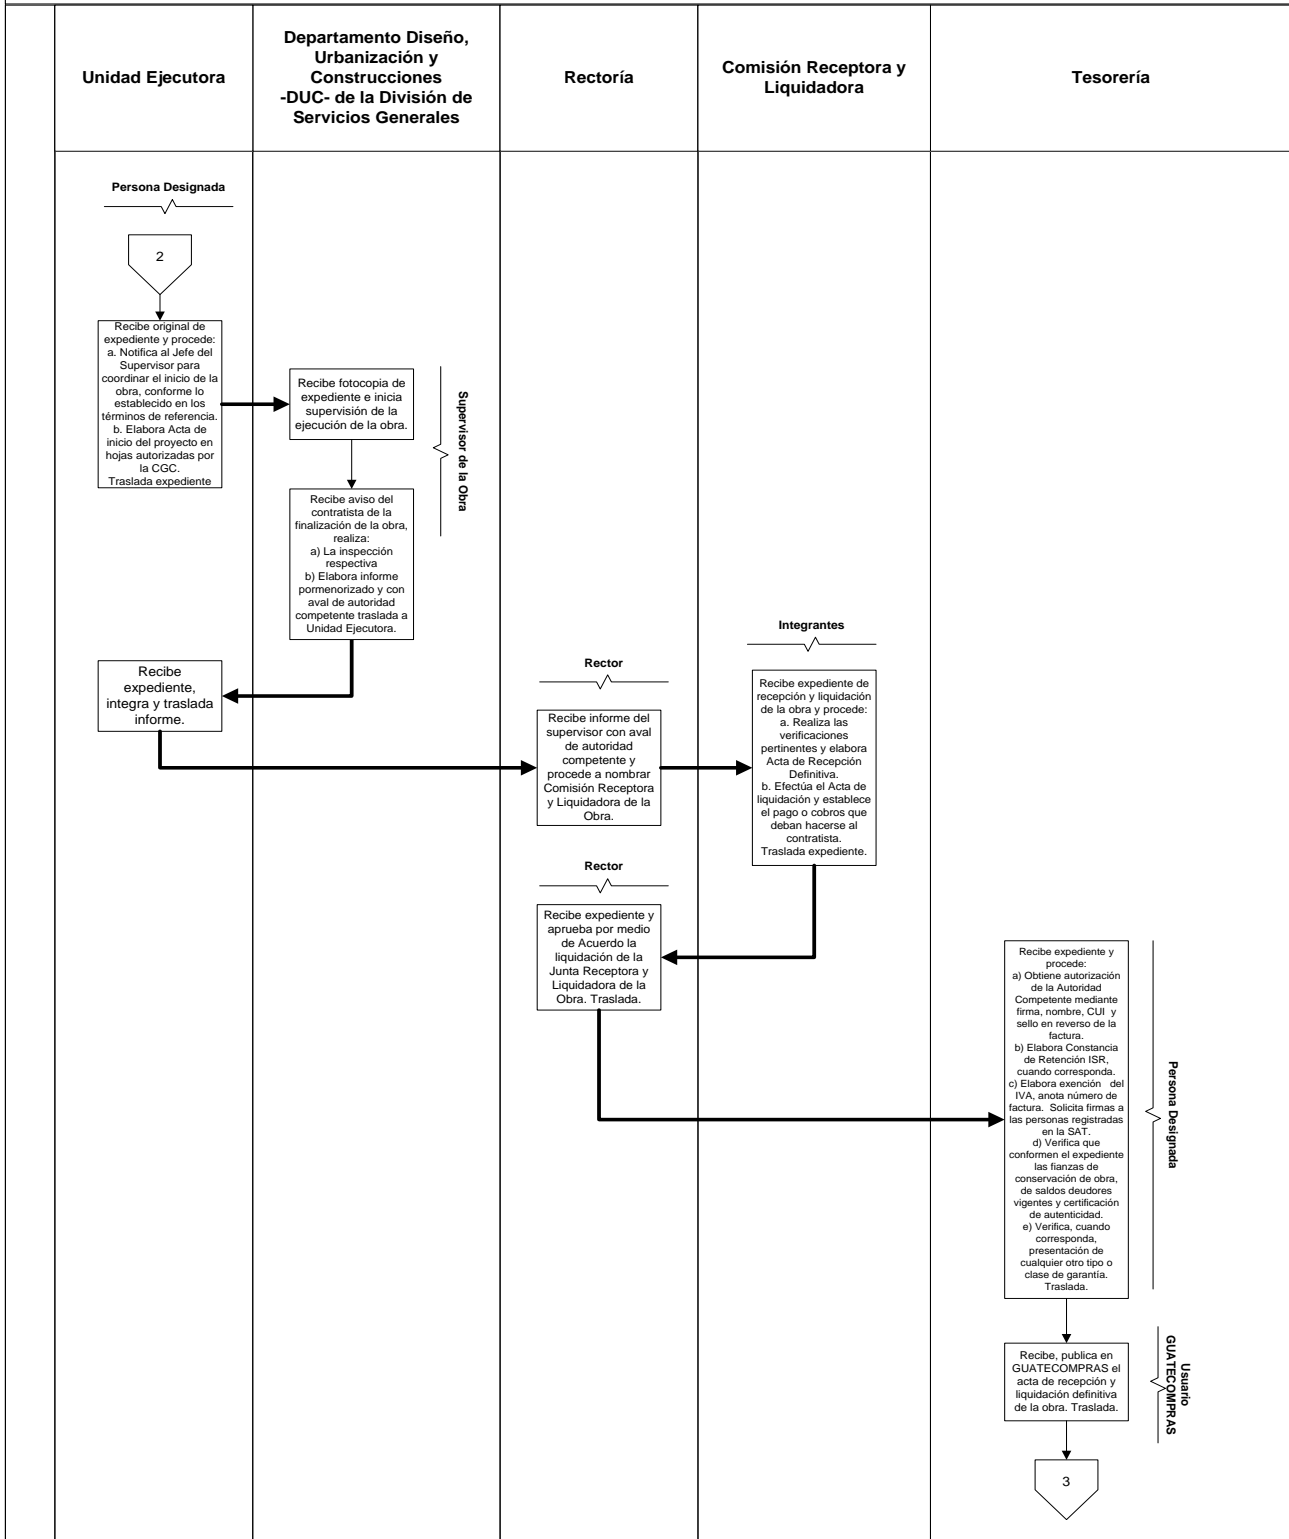 Unidad Ejecutora
Departamento Diseño,
Urbanización y
Construcciones
-DUC- de la División de
Servicios Generales
Rectoría
Comisión Receptora y
Liquidadora
Tesorería
Persona Designada
2
Recibe original de
expediente y procede:
a. Notifica al Jefe del
Supervisor para
coordinar el inicio de la
obra, conforme lo
establecido en los
términos de referencia.
b. Elabora Acta de
inicio del proyecto en
hojas autorizadas por
la CGC.
Traslada expediente
Recibe fotocopia de
expediente e inicia
supervisión de la
ejecución de la obra.
Supervisor de la Obra
Recibe aviso del
contratista de la
finalización de la obra,
realiza:
a) La inspección
respectiva
b) Elabora informe
pormenorizado y con
aval de autoridad
competente traslada a
Unidad Ejecutora.
Recibe
expediente,
integra y traslada
informe.
Rector
Recibe informe del
supervisor con aval
de autoridad
competente y
procede a nombrar
Comisión Receptora
y Liquidadora de la
Obra.
Integrantes
Recibe expediente de
recepción y liquidación
de la obra y procede:
a. Realiza las
verificaciones
pertinentes y elabora
Acta de Recepción
Definitiva.
b. Efectúa el Acta de
liquidación y establece
el pago o cobros que
deban hacerse al
contratista.
Traslada expediente.
Rector
Recibe expediente y
aprueba por medio
de Acuerdo la
liquidación de la
Junta Receptora y
Liquidadora de la
Obra. Traslada.
Recibe expediente y
procede:
a) Obtiene autorización
de la Autoridad
Competente mediante
firma, nombre, CUI y
sello en reverso de la
factura.
b) Elabora Constancia
de Retención ISR,
cuando corresponda.
c) Elabora exención del
IVA, anota número de
factura. Solicita firmas a
las personas registradas
en la SAT.
d) Verifica que
conformen el expediente
las fianzas de
conservación de obra,
de saldos deudores
vigentes y certificación
de autenticidad.
e) Verifica, cuando
corresponda,
presentación de
cualquier otro tipo o
clase de garantía.
Traslada.
Persona Designada
Recibe, publica en
GUATECOMPRAS el
acta de recepción y
liquidación definitiva
de la obra. Traslada.
Usuario
GUATECOMPRAS
3